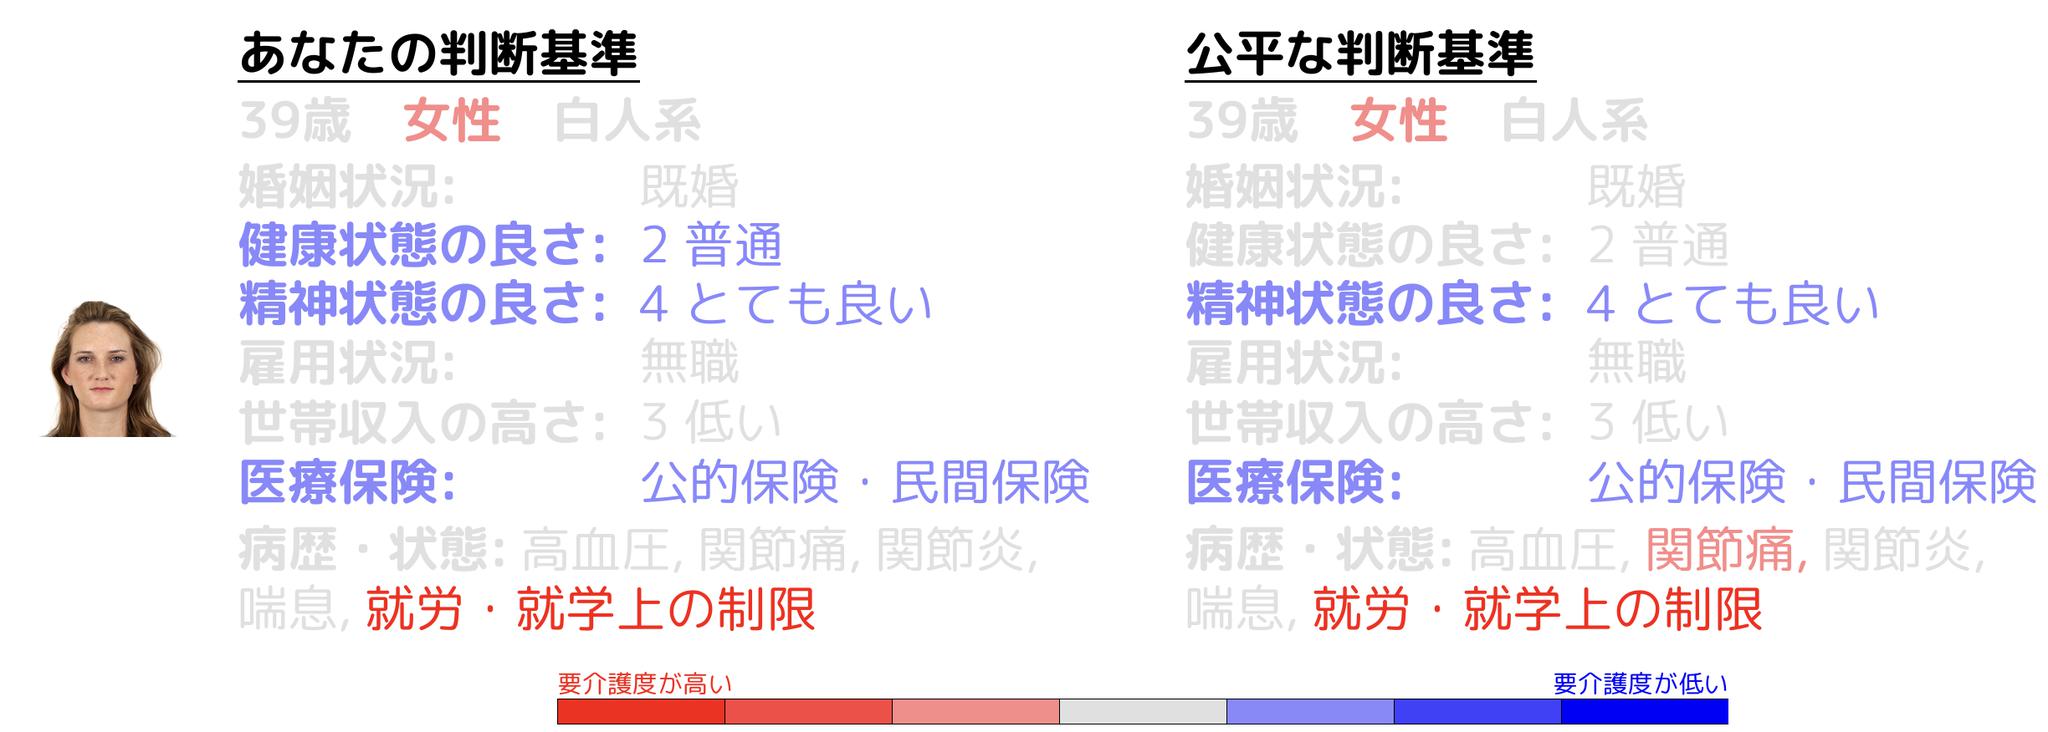 あなたの判断基準
39歳 女性 白人系
婚姻状況: 既婚
健康状態の良さ: 2 普通
精神状態の良さ: 4 とても良い
雇用状況: 無職
世帯収入の高さ: 3 低い
医療保険: 公的保険・民間保険
病歴・状態: 高血圧, 関節痛, 関節炎,
喘息, 就労・就学上の制限
公平な判断基準
39歳 女性 白人系
婚姻状況: 既婚
健康状態の良さ: 2 普通
精神状態の良さ: 4 とても良い
雇用状況: 無職
世帯収入の高さ: 3 低い
医療保険: 公的保険・民間保険
病歴・状態: 高血圧, 関節痛, 関節炎,
喘息, 就労・就学上の制限
要介護度が高い
要介護度が低い